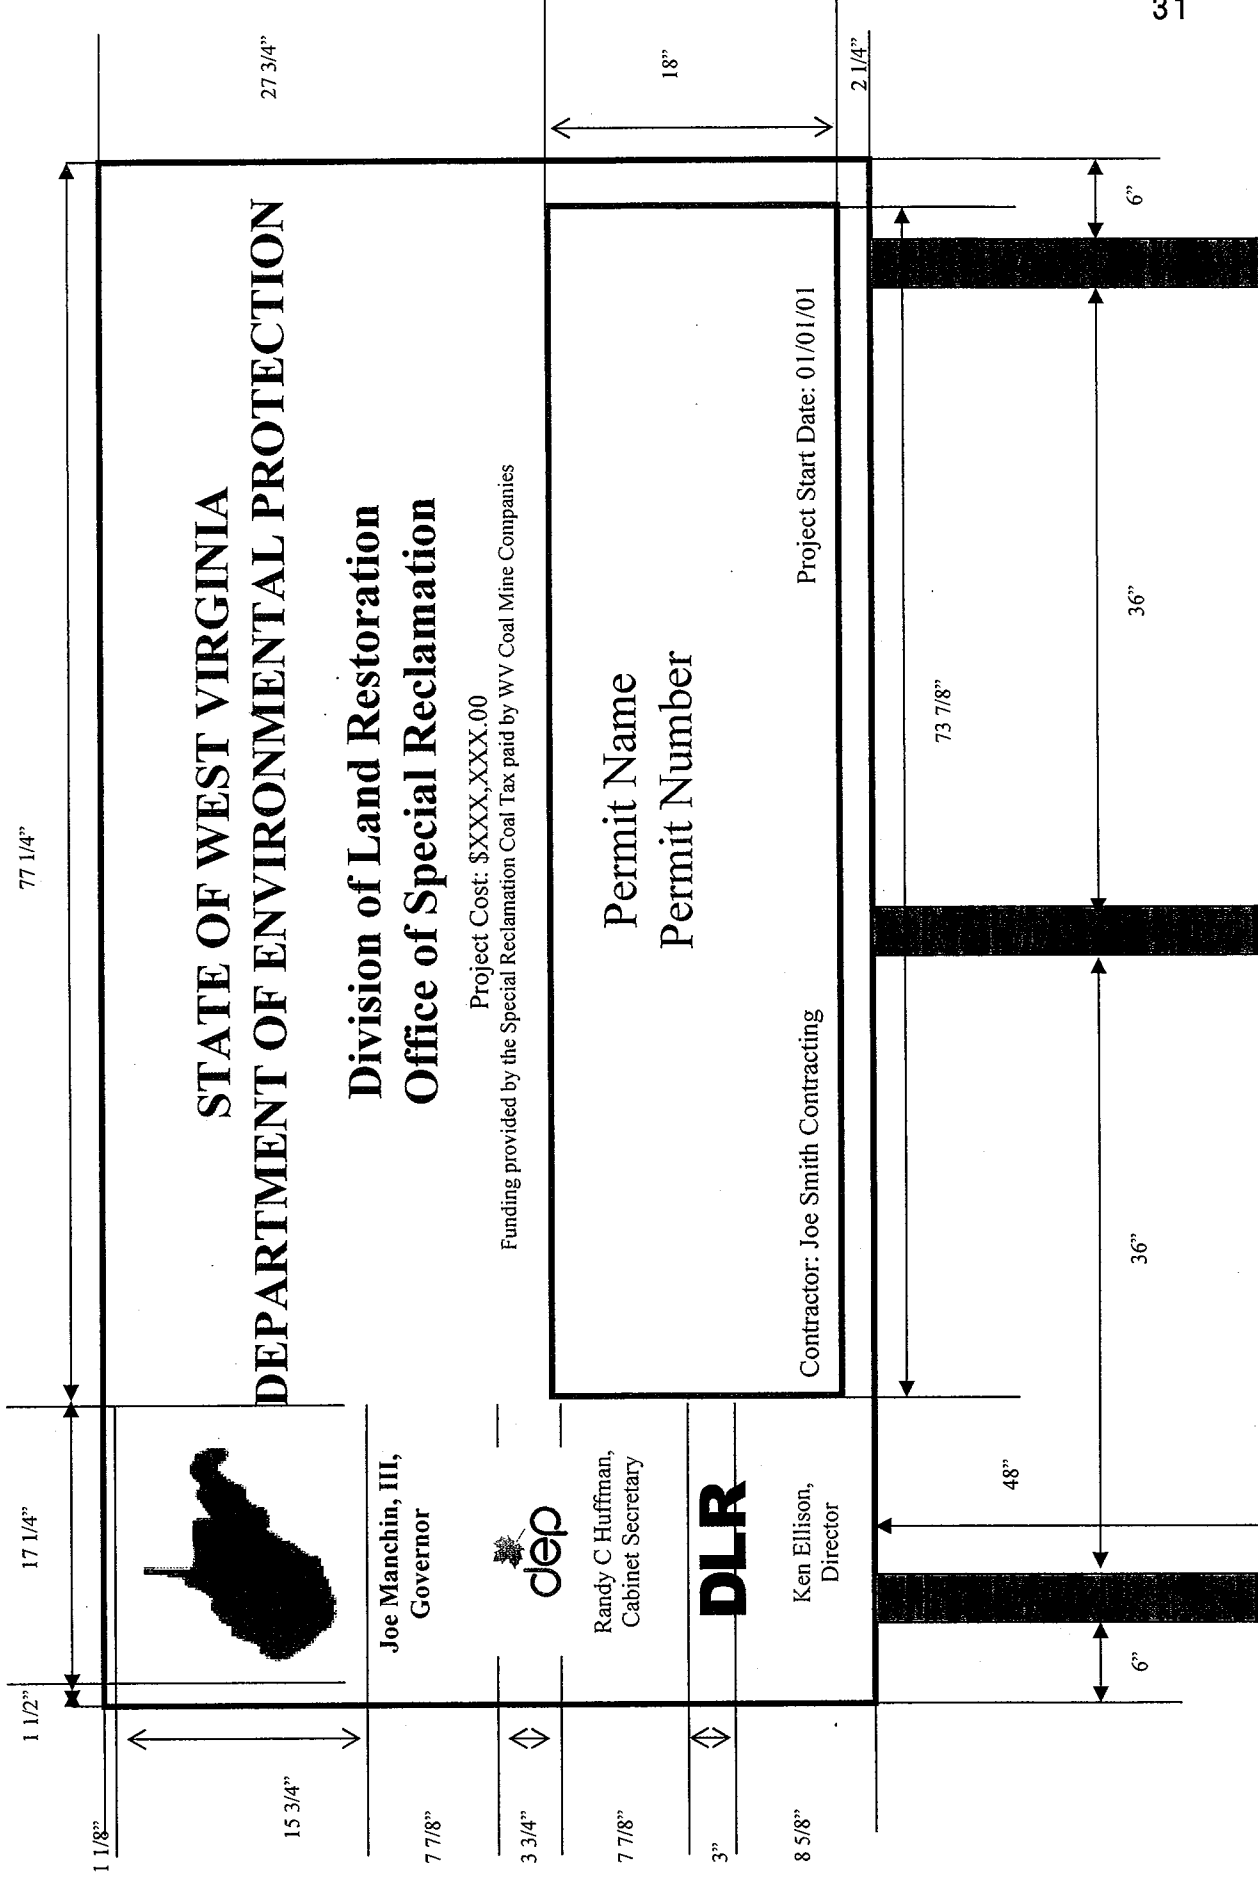 31
77 1/4”
17 1/4”
1 1/2”
27 3/4”
18”
2 1/4”
STATE OF WEST VIRGINIA
DEPARTMENT OF ENVIRONMENTAL PROTECTION
Division of Land Restoration
Office of Special Reclamation
Project Cost: $XXX,XXX.00
Funding provided by the Special Reclamation Coal Tax paid by WV Coal Mine Companies
Permit Name
Permit Number
Contractor: Joe Smith Contracting
Project Start Date: 01/01/01
Joe Manchin, III,
Governor
dep
Randy C Huffman,
Cabinet Secretary
DLR
Ken Ellison,
Director
1 1/8”
15 3/4”
7 7/8”
3 3/4”
7 7/8”
3”
8 5/8”
73 7/8”
48”
6”
36”
36”
6”